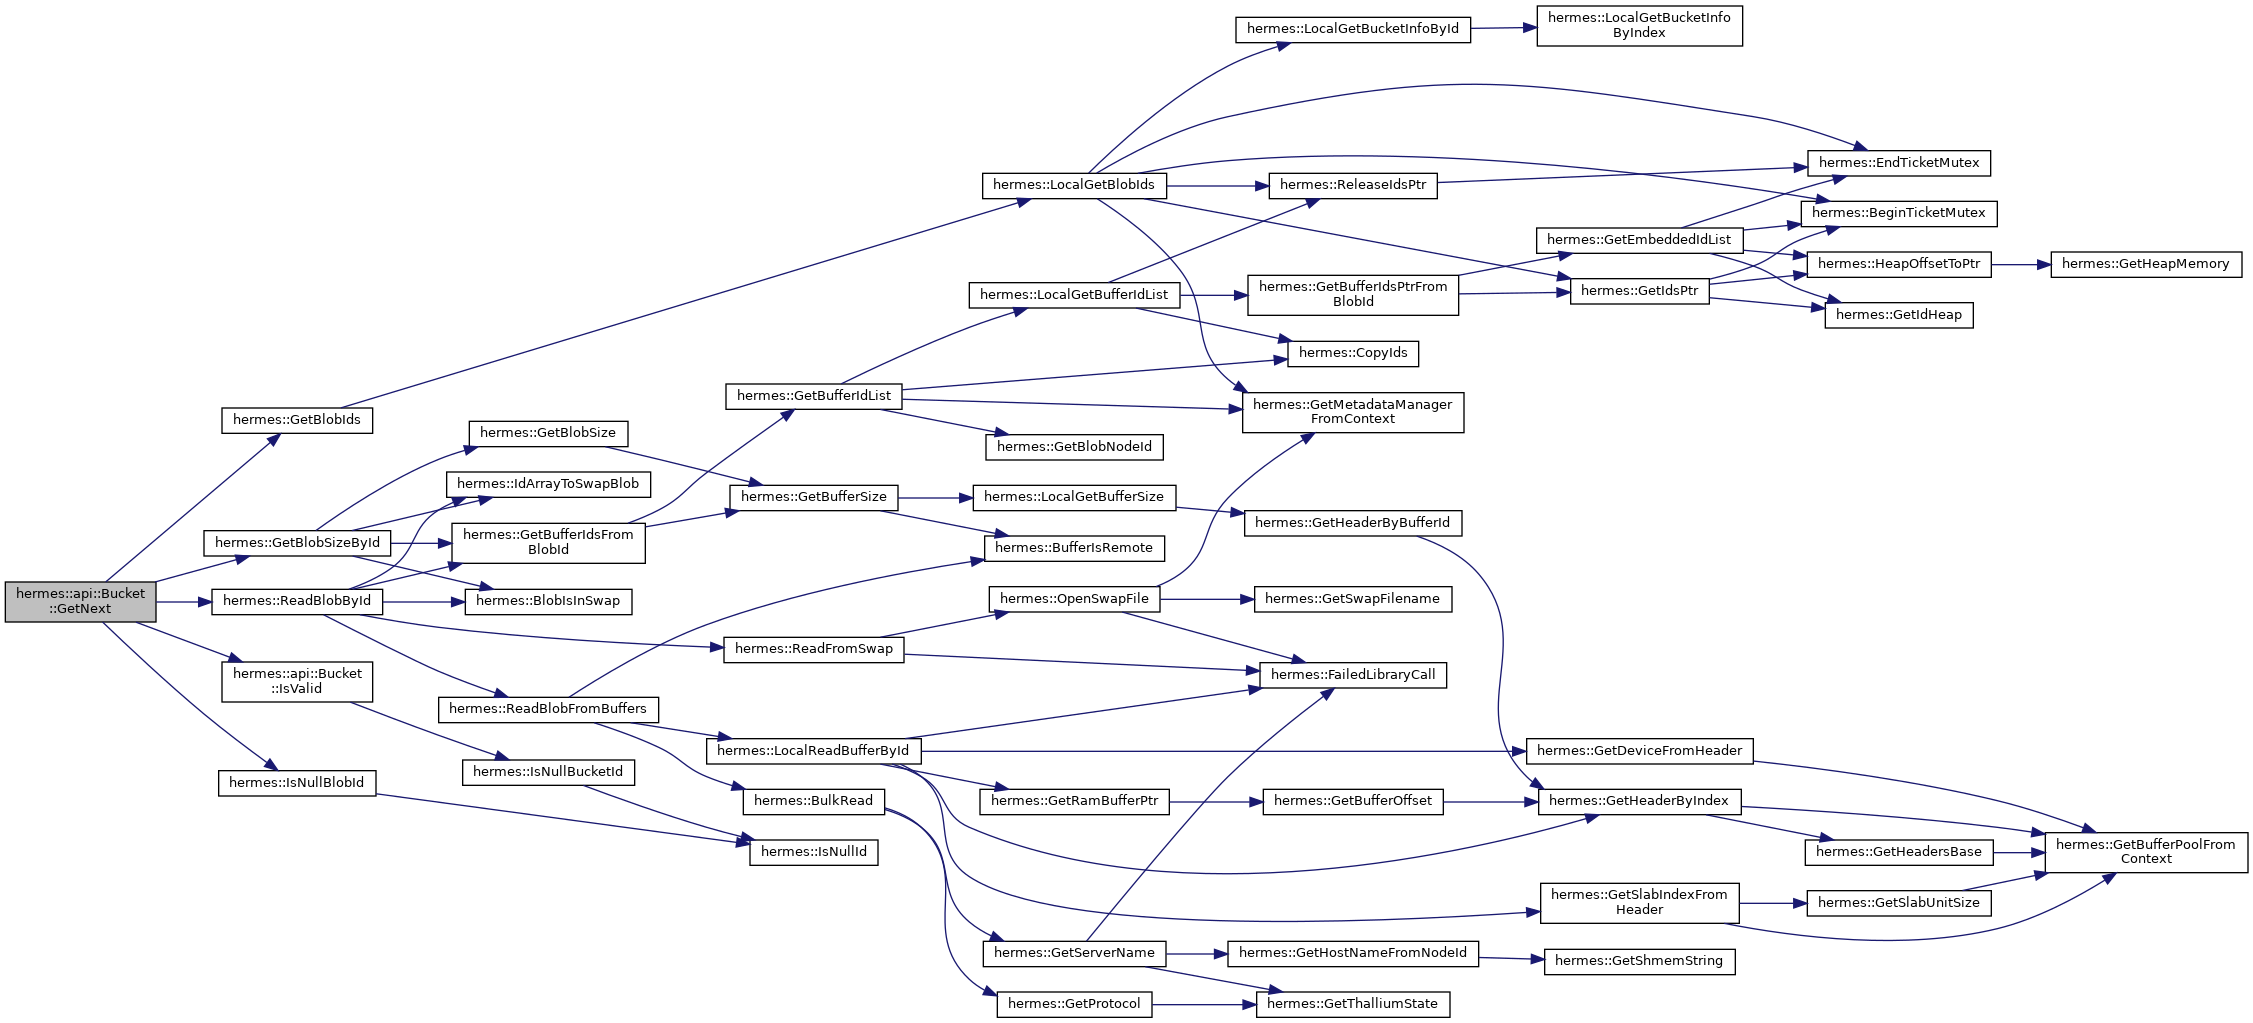 hermes::api::Bucket
::GetNext
hermes::GetBlobIds
hermes::GetBlobSizeById
hermes::ReadBlobById
hermes::api::Bucket
::IsValid
hermes::IsNullBlobId
hermes::GetBlobSize
hermes::IdArrayToSwapBlob
hermes::GetBufferIdsFrom
BlobId
hermes::BlobIsInSwap
hermes::ReadBlobFromBuffers
hermes::IsNullBucketId
hermes::GetBufferIdList
hermes::GetBufferSize
hermes::ReadFromSwap
hermes::LocalReadBufferById
hermes::BulkRead
hermes::IsNullId
hermes::LocalGetBlobIds
hermes::LocalGetBufferIdList
hermes::GetBlobNodeId
hermes::LocalGetBufferSize
hermes::BufferIsRemote
hermes::OpenSwapFile
hermes::GetRamBufferPtr
hermes::GetServerName
hermes::GetProtocol
hermes::LocalGetBucketInfoById
hermes::ReleaseIdsPtr
hermes::GetBufferIdsPtrFrom
BlobId
hermes::CopyIds
hermes::GetMetadataManager
FromContext
hermes::GetHeaderByBufferId
hermes::GetSwapFilename
hermes::FailedLibraryCall
hermes::GetBufferOffset
hermes::GetHostNameFromNodeId
hermes::GetThalliumState
hermes::LocalGetBucketInfo
ByIndex
hermes::GetEmbeddedIdList
hermes::GetIdsPtr
hermes::GetDeviceFromHeader
hermes::GetHeaderByIndex
hermes::GetSlabIndexFrom
Header
hermes::GetShmemString
hermes::EndTicketMutex
hermes::BeginTicketMutex
hermes::HeapOffsetToPtr
hermes::GetIdHeap
hermes::GetHeadersBase
hermes::GetSlabUnitSize
hermes::GetHeapMemory
hermes::GetBufferPoolFrom
Context